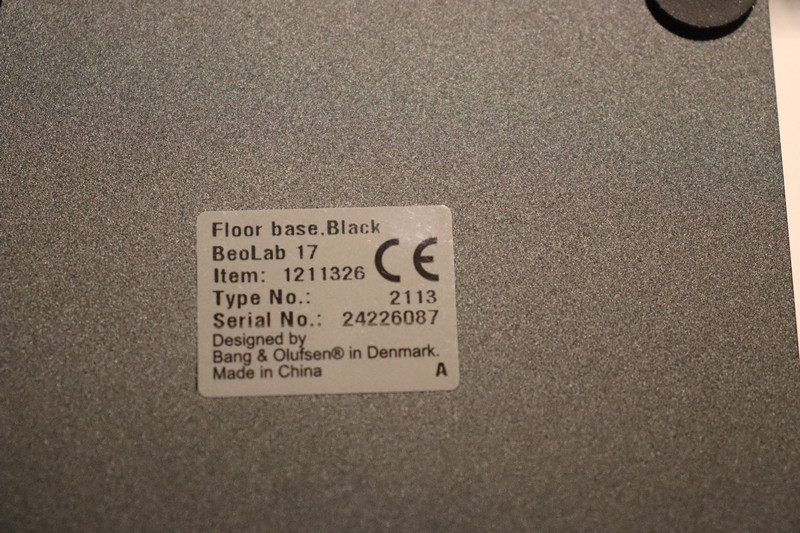 Floor base.Black
BeoLab 17
Item: 1211326 CE
Type No.: 2113
Serial No.: 24226087
Designed by
Bang & Olufsen® in Denmark.
Made in China A